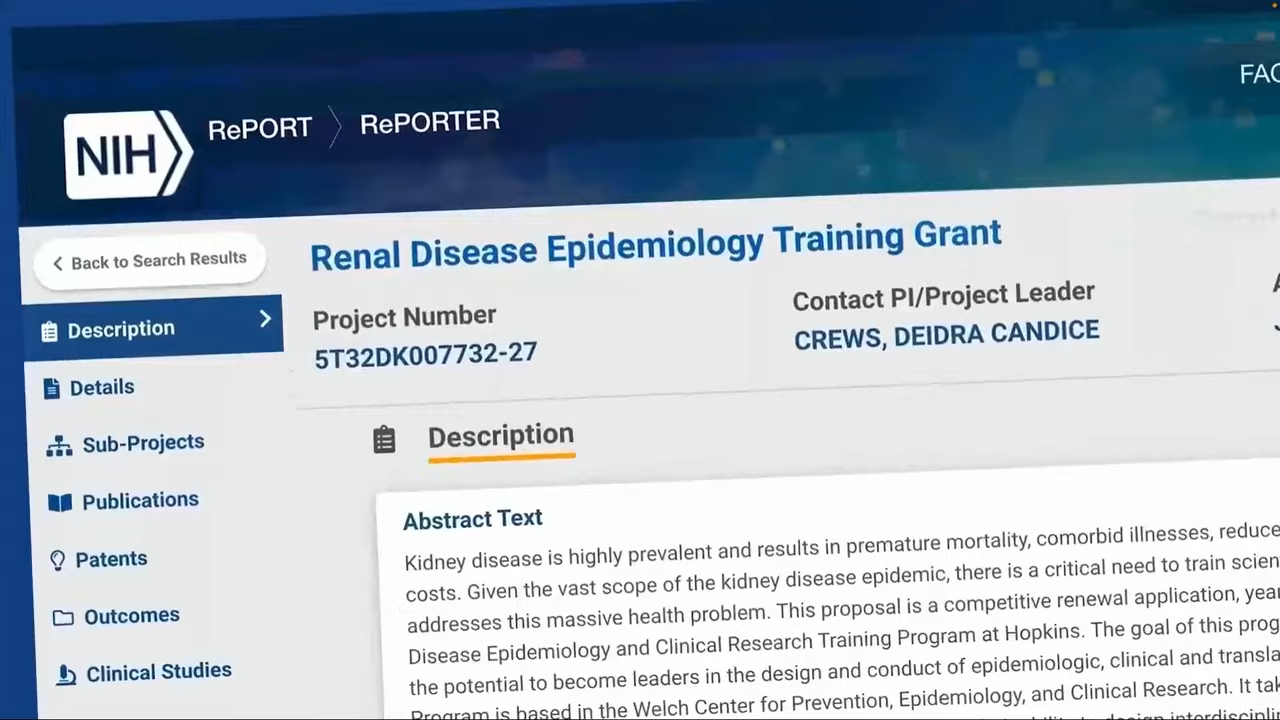 FAQ
NIH
RePORT
RePORTER
Back to Search Results
Renal Disease Epidemiology Training Grant
Project Number
5T32DK007732-27
Contact PI/Project Leader
CREWS, DEIDRA CANDICE
Description
Details
Sub-Projects
Publications
Patents
Outcomes
Clinical Studies
Description
Abstract Text
Kidney disease is highly prevalent and results in premature mortality, comorbid illnesses, reduce
costs. Given the vast scope of the kidney disease epidemic, there is a critical need to train scien
addresses this massive health problem. This proposal is a competitive renewal application, year
Disease Epidemiology and Clinical Research Training Program at Hopkins. The goal of this prog
the potential to become leaders in the design and conduct of epidemiologic, clinical and transla
Program is based in the Welch Center for Prevention, Epidemiology, and Clinical Research. It tak